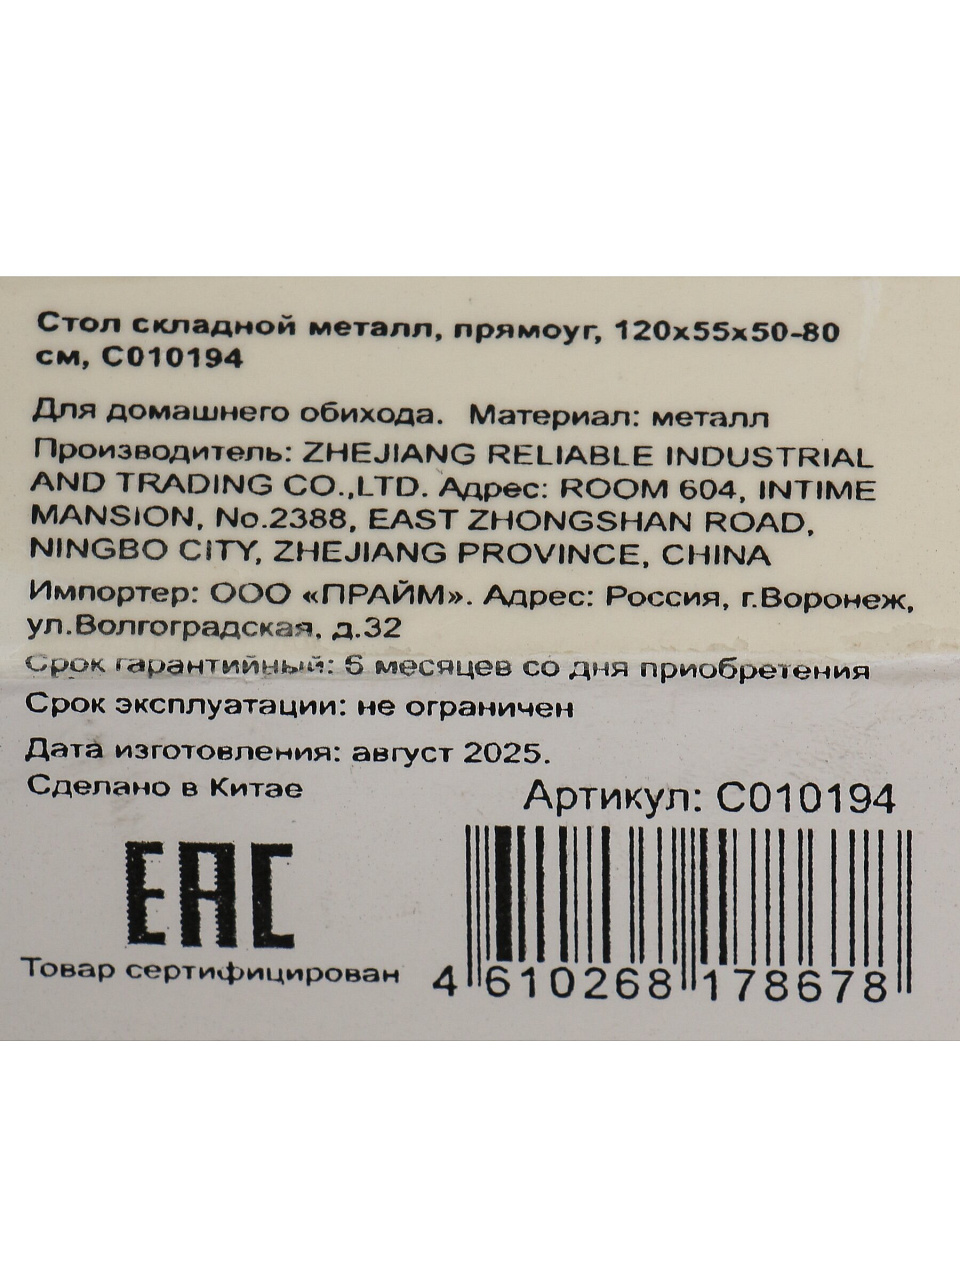 Стол складной металл, прямоуг, 120х55х50-80
см, С010194
Для домашнего обихода. Материал: металл
Производитель: ZHEJIANG RELIABLE INDUSTRIAL
AND TRADING CO.,LTD. Адрес: ROOM 604, INTIME
MANSION, No.2388, EAST ZHONGSHAN ROAD,
NINGBO CITY, ZHEJIANG PROVINCE, CHINA
Импортер: ООО «ПРАЙМ». Адрес: Россия, г.Воронеж,
ул.Волгоградская, д.32
Срок гарантийный: 6 месяцев со дня приобретения
Срок эксплуатации: не ограничен
Дата изготовления: август 2025.
Сделано в Китае
Артикул: С010194
EAC
Товар сертифицирован
4 610268 178678